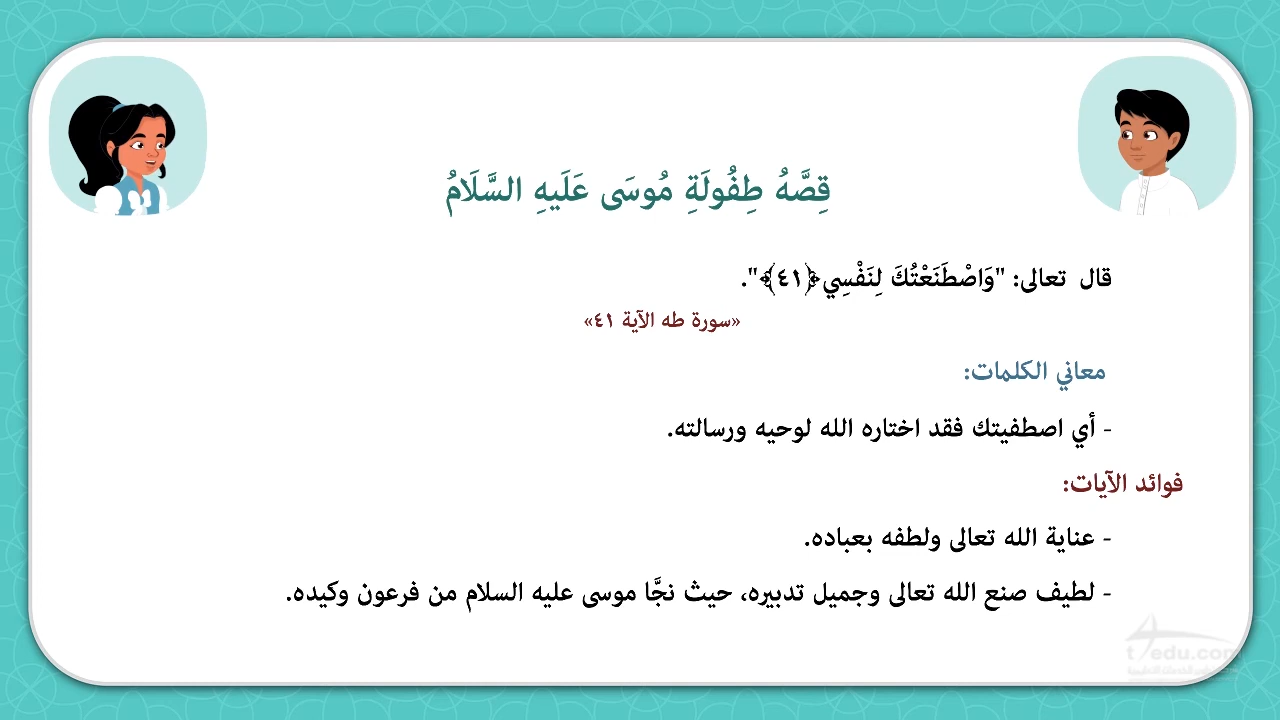 قِصَّهُ طِفُولَةِ مُوسَى عَلَيهِ السَّلَامُ
قال تعالى: "وَاصْطَنَعْتُكَ لِنَفْسِي﴿٤١﴾".
«سورة طه الآية ٤١»
معاني الكلمات:
- أي اصطفيتك فقد اختاره الله لوحيه ورسالته.
فوائد الآيات:
- عناية الله تعالى ولطفه بعباده.
- لطيف صنع الله تعالى وجميل تدبيره، حيث نجَّا موسى عليه السلام من فرعون وكيده.
t4edu.com